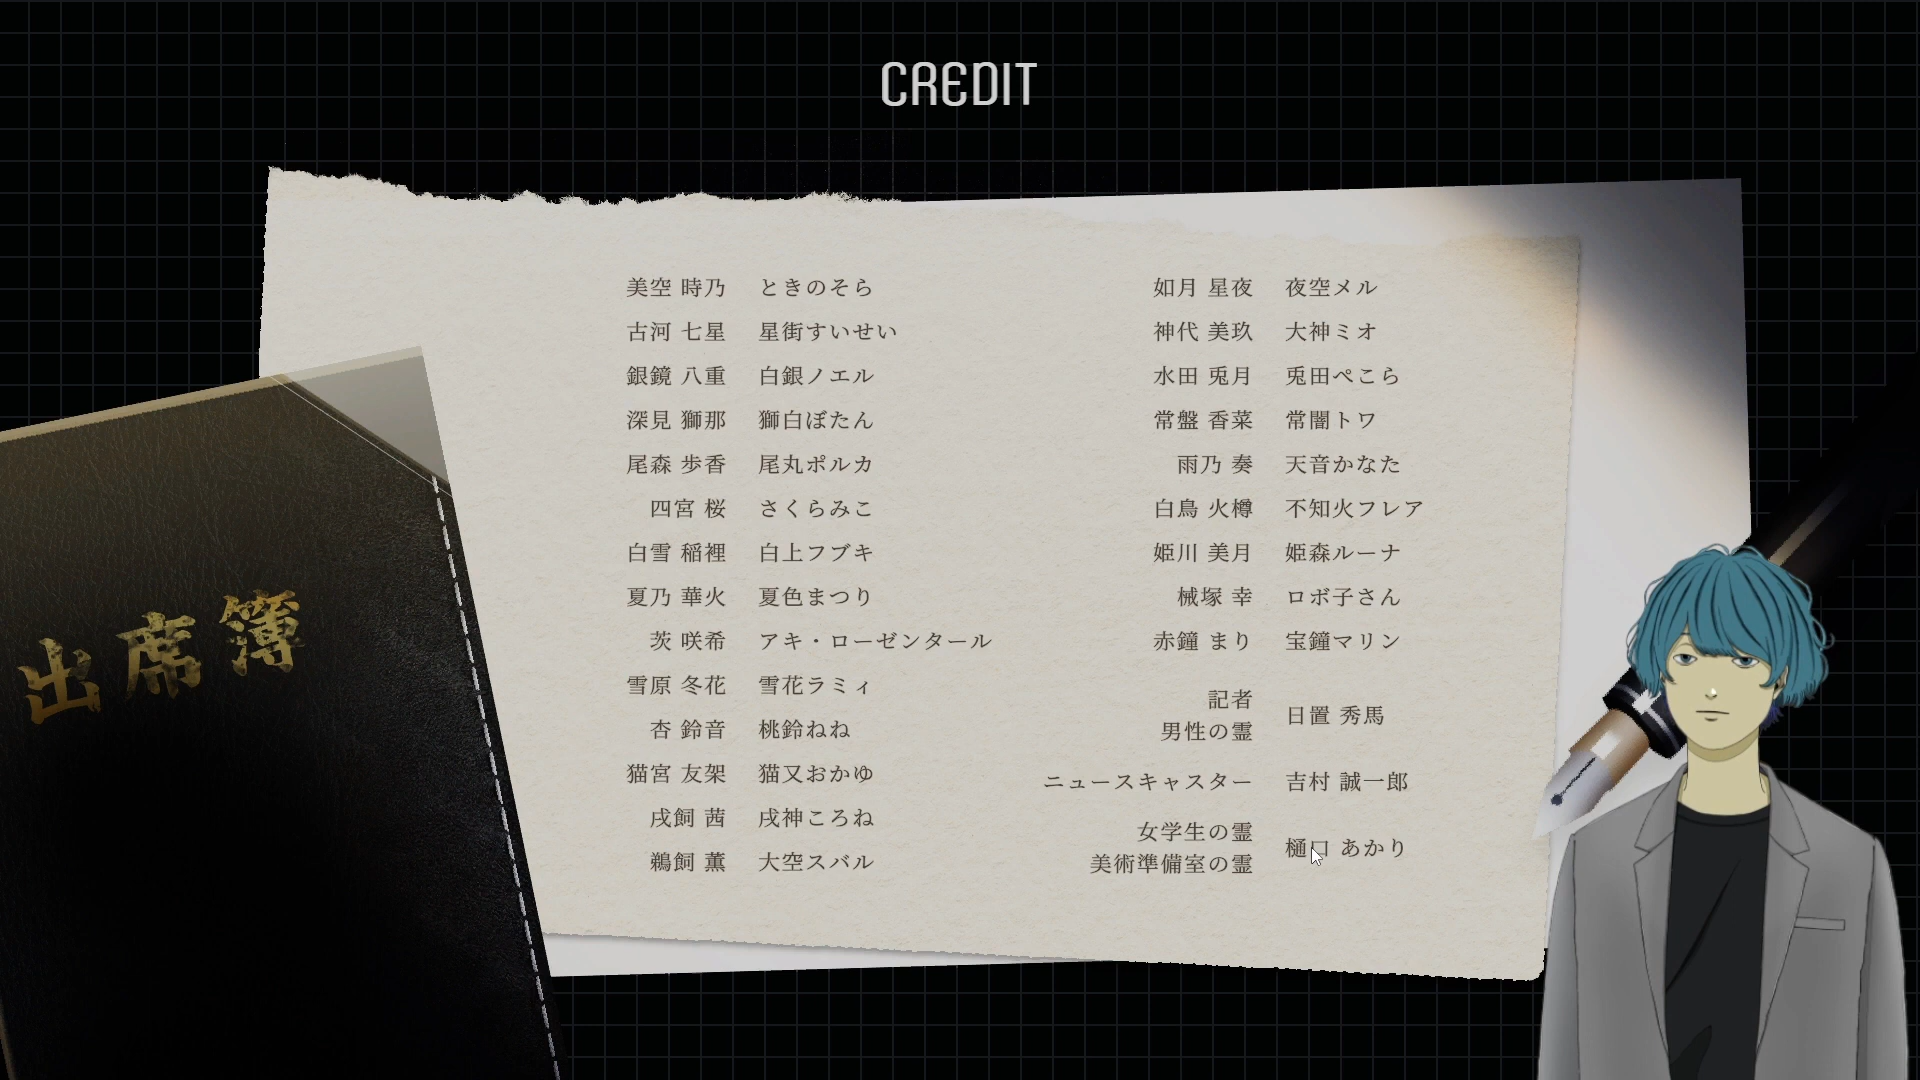 CREDIT
美空 時乃 ときのそら
古河 七星 星街すいせい
銀鏡 八重 白銀ノエル
深見 獅那 獅白ぼたん
尾森 歩香 尾丸ポルカ
四宮 桜 さくらみこ
白雪 稲裡 白上フブキ
夏乃 華火 夏色まつり
茨 咲希 アキ・ローゼンタール
雪原 冬花 雪花ラミィ
杏 鈴音 桃鈴ねね
猫宮 友架 猫又おかゆ
戌飼 茜 戌神ころね
鵜飼 薫 大空スバル
如月 星夜 夜空メル
神代 美玖 大神ミオ
水田 兎月 兎田ぺこら
常盤 香菜 常闇トワ
雨乃 奏 天音かなた
白鳥 火樽 不知火フレア
姫川 美月 姫森ルーナ
械塚 幸 ロボ子さん
赤鐘 まり 宝鐘マリン
記者
男性の霊
日置 秀馬
ニュースキャスター 吉村 誠一郎
女学生の霊
美術準備室の霊
樋口 あかり
出席簿